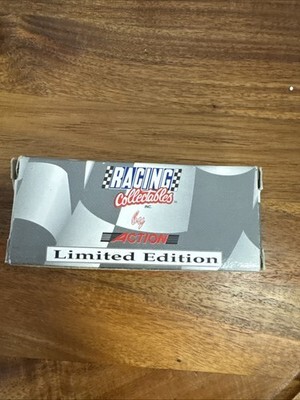 RACING
Collectables
INC.
by
ACTION
Limited Edition